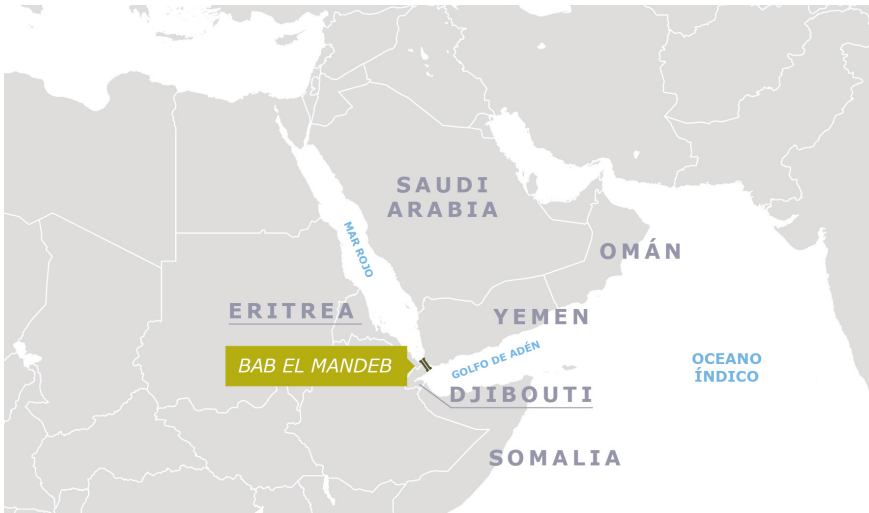 SAUDI
ARABIA
MAR ROJO
OMÁN
ERITREA
YEMEN
GOLFO DE ADÉN
BAB EL MANDEB
OCEANO
ÍNDICO
DJIBOUTI
SOMALIA